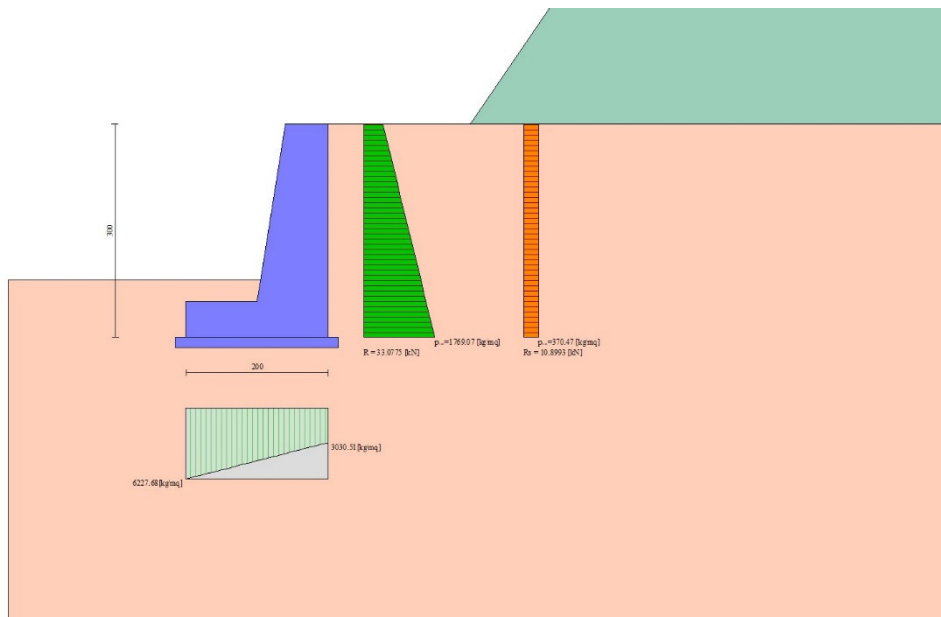 300
p...=1769.07 [kg/mq]
p...=370.47 [kg/mq]
R = 33.0775 [kN]
Rs = 10.8993 [kN]
200
3030.51[kg/mq]
6227.68[kg/mq]